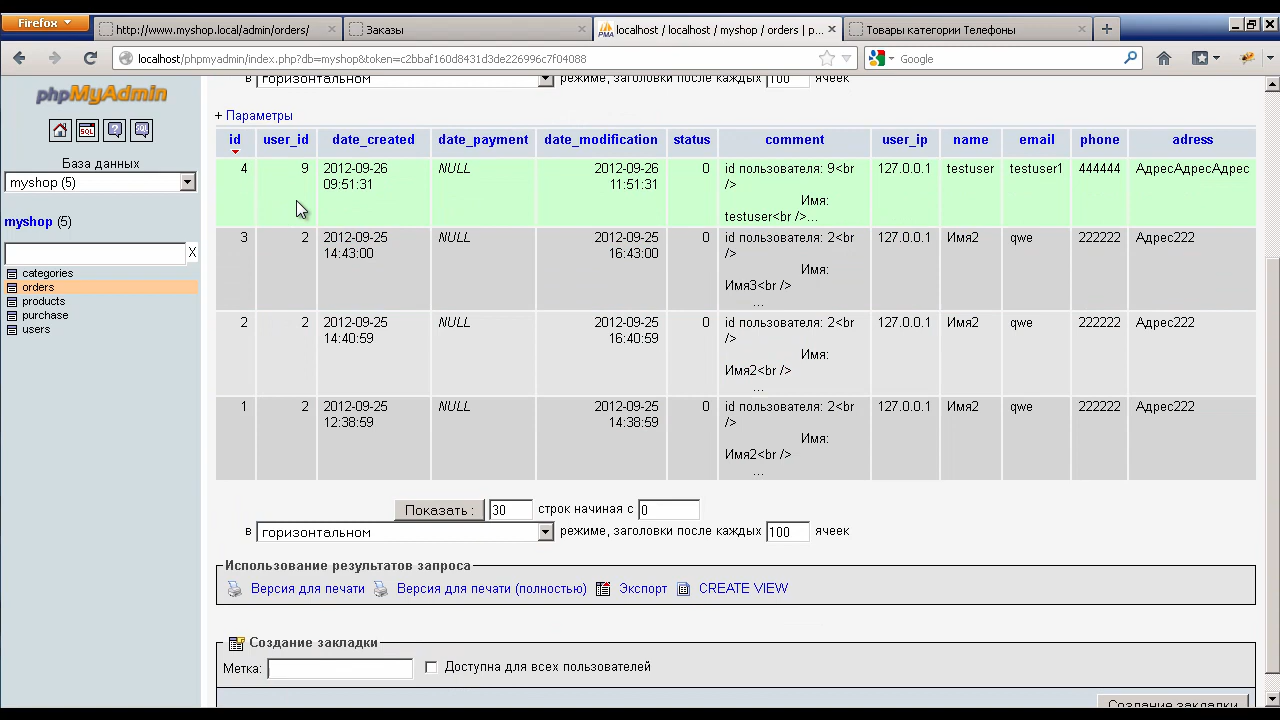 Firefox
http://www.myshop.local/admin/orders/
Заказы
localhost / localhost / myshop / orders | p...
Товары категории Телефоны
localhost/phpmyadmin/index.php?db=myshop&token=c2bbaf160d8431d3de226996c7404088
Google
phpMyAdmin
SQL
База данных
myshop (5)
myshop (5)
X
categories
orders
products
purchase
users
в горизонтальном режиме, заголовки после каждых 100 ячеек
+ Параметры
id user_id date_created date_payment date_modification status comment user_ip name email phone adress
4 9 2012-09-26 09:51:31 NULL 2012-09-26 11:51:31 0 id пользователя: 9<br /> Имя: testuser<br />... 127.0.0.1 testuser testuser1 444444 АдресАдресАдрес
3 2 2012-09-25 14:43:00 NULL 2012-09-25 16:43:00 0 id пользователя: 2<br /> Имя: Имя3<br /> ... 127.0.0.1 Имя2 qwe 222222 Адрес222
2 2 2012-09-25 14:40:59 NULL 2012-09-25 16:40:59 0 id пользователя: 2<br /> Имя: Имя2<br /> ... 127.0.0.1 Имя2 qwe 222222 Адрес222
1 2 2012-09-25 12:38:59 NULL 2012-09-25 14:38:59 0 id пользователя: 2<br /> Имя: Имя2<br /> ... 127.0.0.1 Имя2 qwe 222222 Адрес222
Показать : 30 строк начиная с 0
в горизонтальном режиме, заголовки после каждых 100 ячеек
Использование результатов запроса
Версия для печати Версия для печати (полностью) Экспорт CREATE VIEW
Создание закладки
Метка: Доступна для всех пользователей
Создание закладки